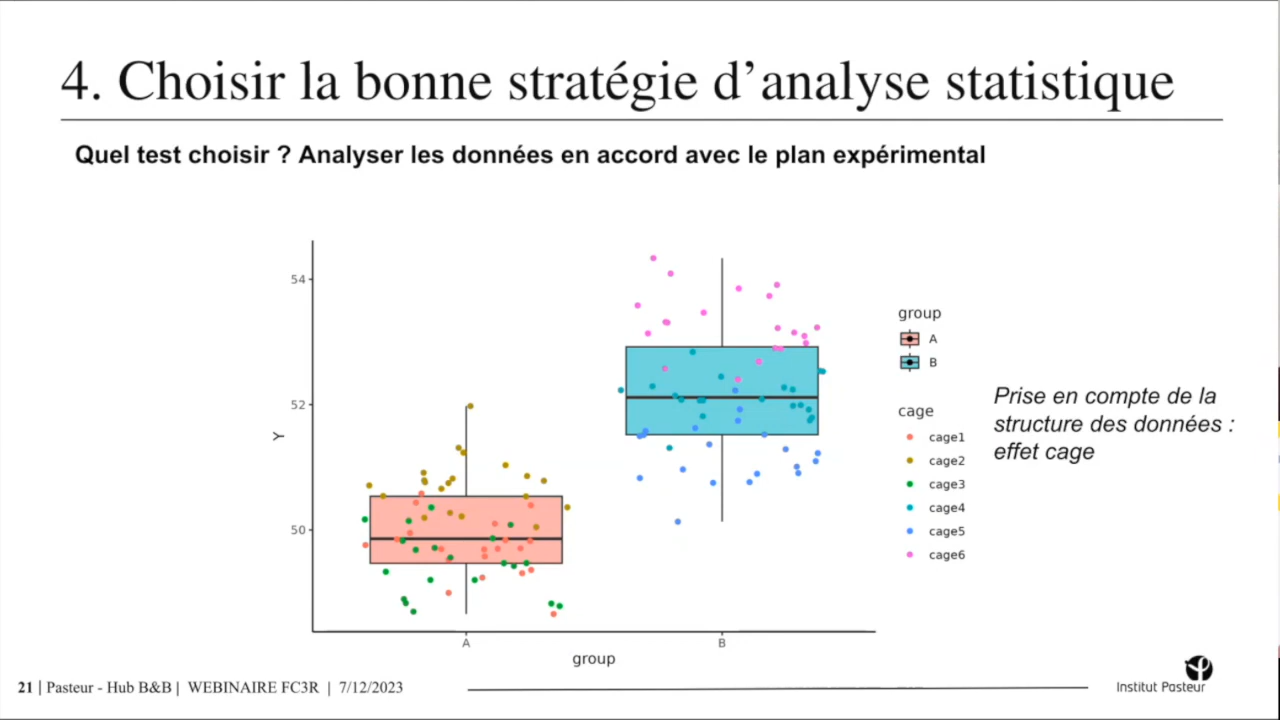 4. Choisir la bonne stratégie d’analyse statistique
Quel test choisir ? Analyser les données en accord avec le plan expérimental
54
52
50
Y
A
B
group
group
A
B
cage
cage1
cage2
cage3
cage4
cage5
cage6
Prise en compte de la
structure des données :
effet cage
21 | Pasteur - Hub B&B | WEBINAIRE FC3R | 7/12/2023
Institut Pasteur